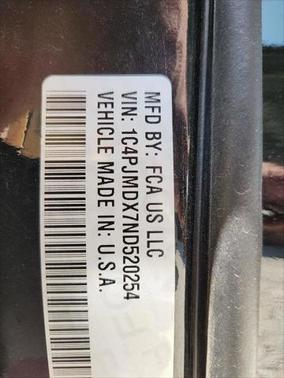 MFD BY: FCA US LLC
VIN: 1C4PJMDX7ND520254
VEHICLE MADE IN U.S.A.